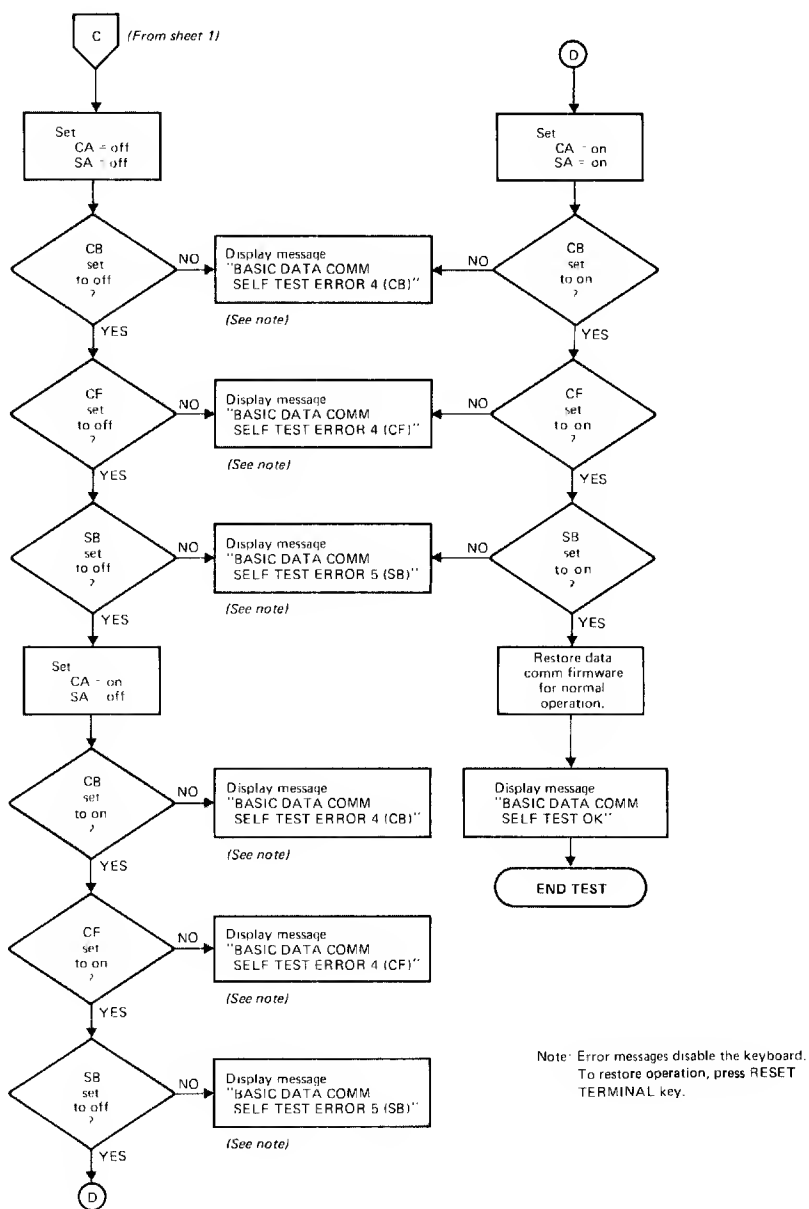 C
(From sheet 1)
Set
CA = off
SA = off
CB
set
to off
?
NO
Display message
"BASIC DATA COMM
SELF TEST ERROR 4 (CB)"
(See note)
YES
CF
set
to off
?
NO
Display message
"BASIC DATA COMM
SELF TEST ERROR 4 (CF)"
(See note)
YES
SB
set
to off
?
NO
Display message
"BASIC DATA COMM
SELF TEST ERROR 5 (SB)"
(See note)
YES
Set
CA = on
SA = off
CB
set
to on
?
NO
Display message
"BASIC DATA COMM
SELF TEST ERROR 4 (CB)"
(See note)
YES
CF
set
to on
?
NO
Display message
"BASIC DATA COMM
SELF TEST ERROR 4 (CF)"
(See note)
YES
SB
set
to off
?
NO
Display message
"BASIC DATA COMM
SELF TEST ERROR 5 (SB)"
(See note)
YES
D
D
Set
CA = on
SA = on
CB
set
to on
?
NO
YES
CF
set
to on
?
NO
YES
SB
set
to on
?
NO
YES
Restore data
comm firmware
for normal
operation.
Display message
"BASIC DATA COMM
SELF TEST OK"
END TEST
Note: Error messages disable the keyboard.
To restore operation, press RESET
TERMINAL key.